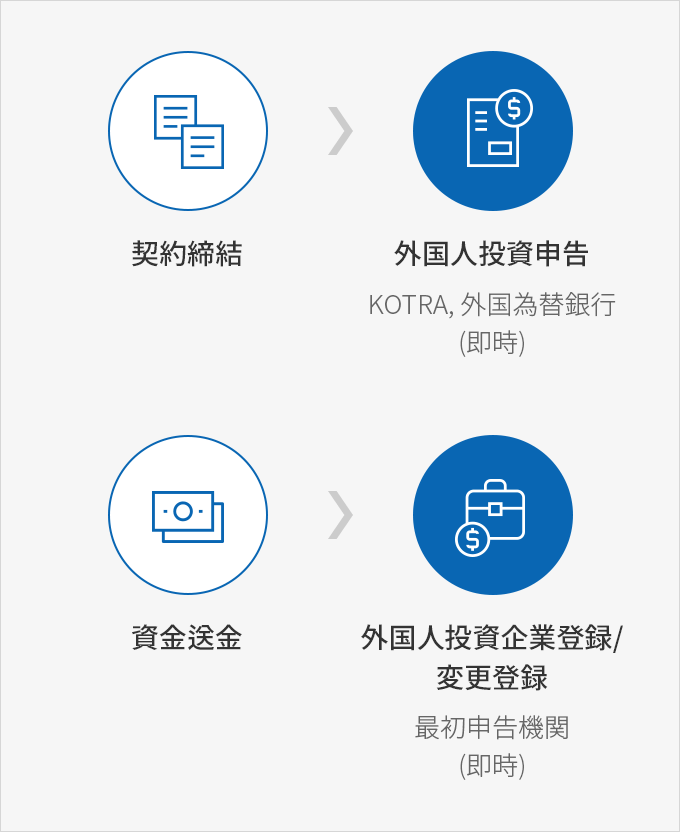 契約締結
外国人投資申告
KOTRA, 外国為替銀行
(即時)
資金送金
外国人投資企業登録/
変更登録
最初申告機関
(即時)